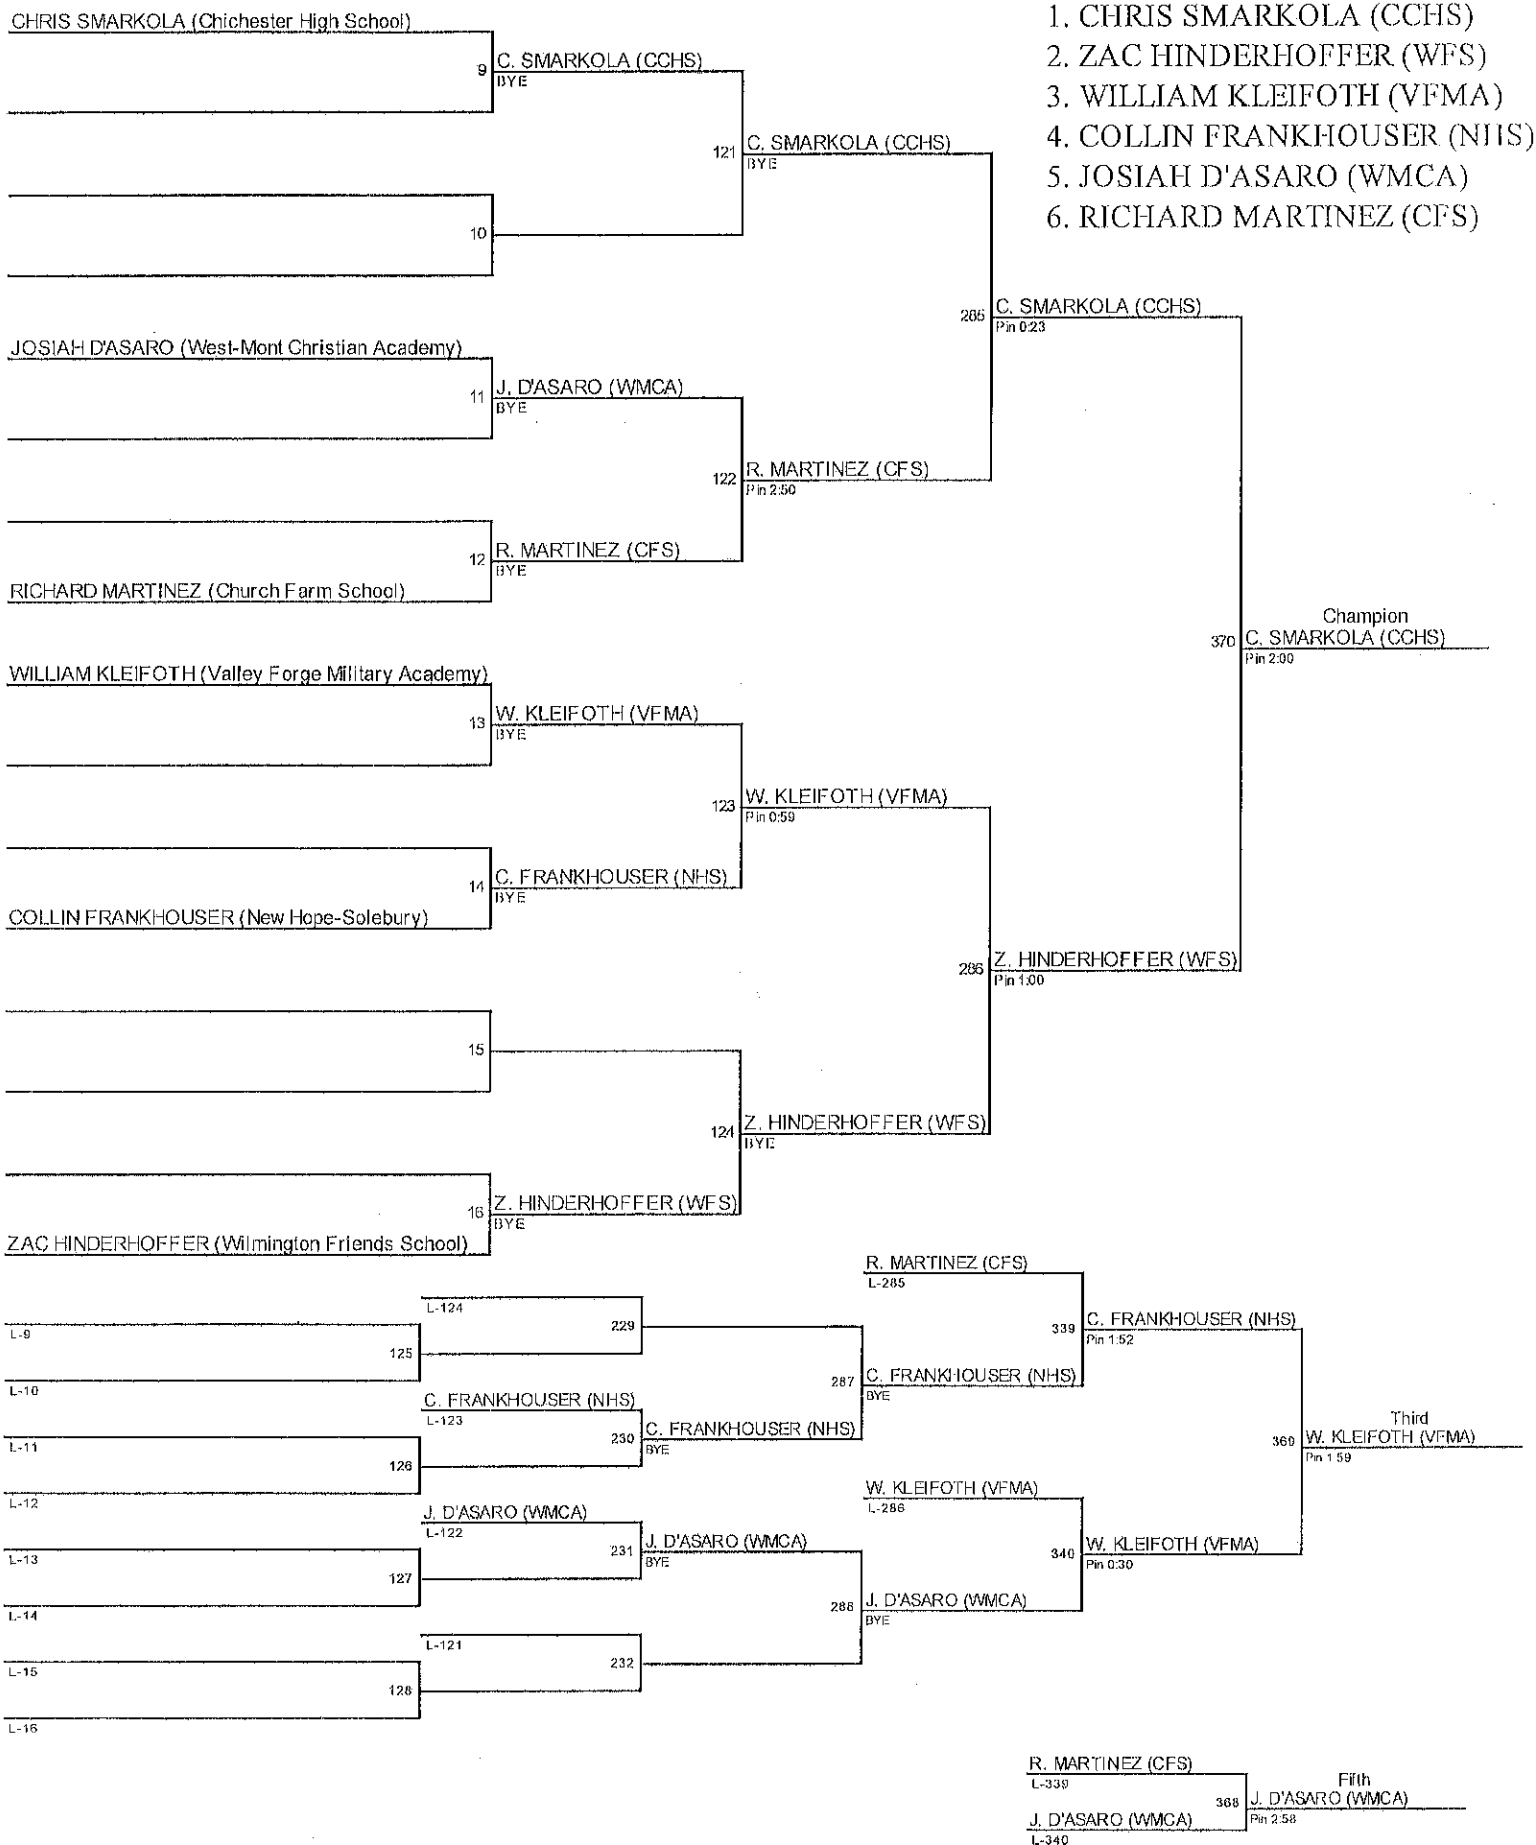 CHRIS SMARKOLA (Chichester High School)
9
C. SMARKOLA (CCHS)
BYE
121
C. SMARKOLA (CCHS)
BYE
10
1. CHRIS SMARKOLA (CCHS)
2. ZAC HINDERHOFFER (WFS)
3. WILLIAM KLEIFOTH (VFMA)
4. COLLIN FRANKHOUSER (NHS)
5. JOSIAH D'ASARO (WMCA)
6. RICHARD MARTINEZ (CFS)
285
C. SMARKOLA (CCHS)
Pin 0:23
JOSIAH D'ASARO (West-Mont Christian Academy)
11
J. D'ASARO (WMCA)
BYE
122
R. MARTINEZ (CFS)
Pin 2:50
12
R. MARTINEZ (CFS)
BYE
RICHARD MARTINEZ (Church Farm School)
Champion
370
C. SMARKOLA (CCHS)
Pin 2:00
WILLIAM KLEIFOTH (Valley Forge Military Academy)
13
W. KLEIFOTH (VFMA)
BYE
123
W. KLEIFOTH (VFMA)
Pin 0:59
14
C. FRANKHOUSER (NHS)
BYE
COLLIN FRANKHOUSER (New Hope-Solebury)
286
Z. HINDERHOFFER (WFS)
Pin 1:00
15
124
Z. HINDERHOFFER (WFS)
BYE
16
Z. HINDERHOFFER (WFS)
BYE
ZAC HINDERHOFFER (Wilmington Friends School)
R. MARTINEZ (CFS)
L-285
L-124
229
L-9
125
L-10
339
C. FRANKHOUSER (NHS)
Pin 1:52
287
C. FRANKHOUSER (NHS)
BYE
C. FRANKHOUSER (NHS)
L-123
230
C. FRANKHOUSER (NHS)
BYE
L-11
126
L-12
Third
369
W. KLEIFOTH (VFMA)
Pin 1:59
W. KLEIFOTH (VFMA)
L-286
J. D'ASARO (WMCA)
L-122
231
J. D'ASARO (WMCA)
BYE
L-13
127
L-14
340
W. KLEIFOTH (VFMA)
Pin 0:30
288
J. D'ASARO (WMCA)
BYE
L-121
232
L-15
128
L-16
R. MARTINEZ (CFS)
L-339
Fifth
368
J. D'ASARO (WMCA)
Pin 2:58
J. D'ASARO (WMCA)
L-340